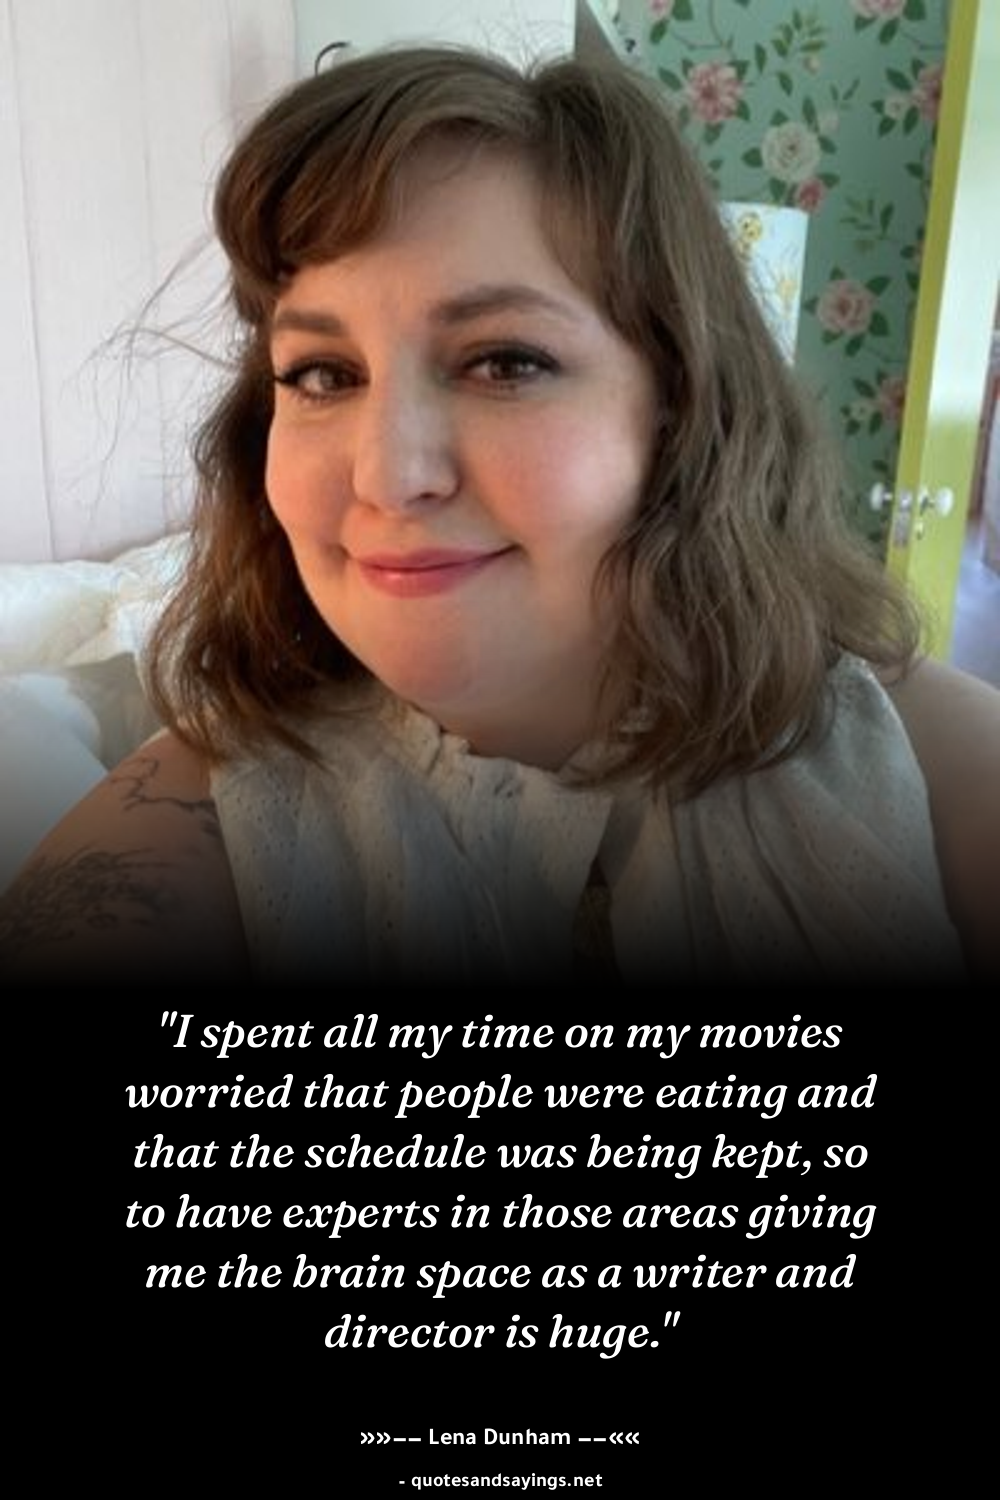 "I spent all my time on my movies
worried that people were eating and
that the schedule was being kept, so
to have experts in those areas giving
me the brain space as a writer and
director is huge."
»»−− Lena Dunham −−««
- quotesandsayings.net